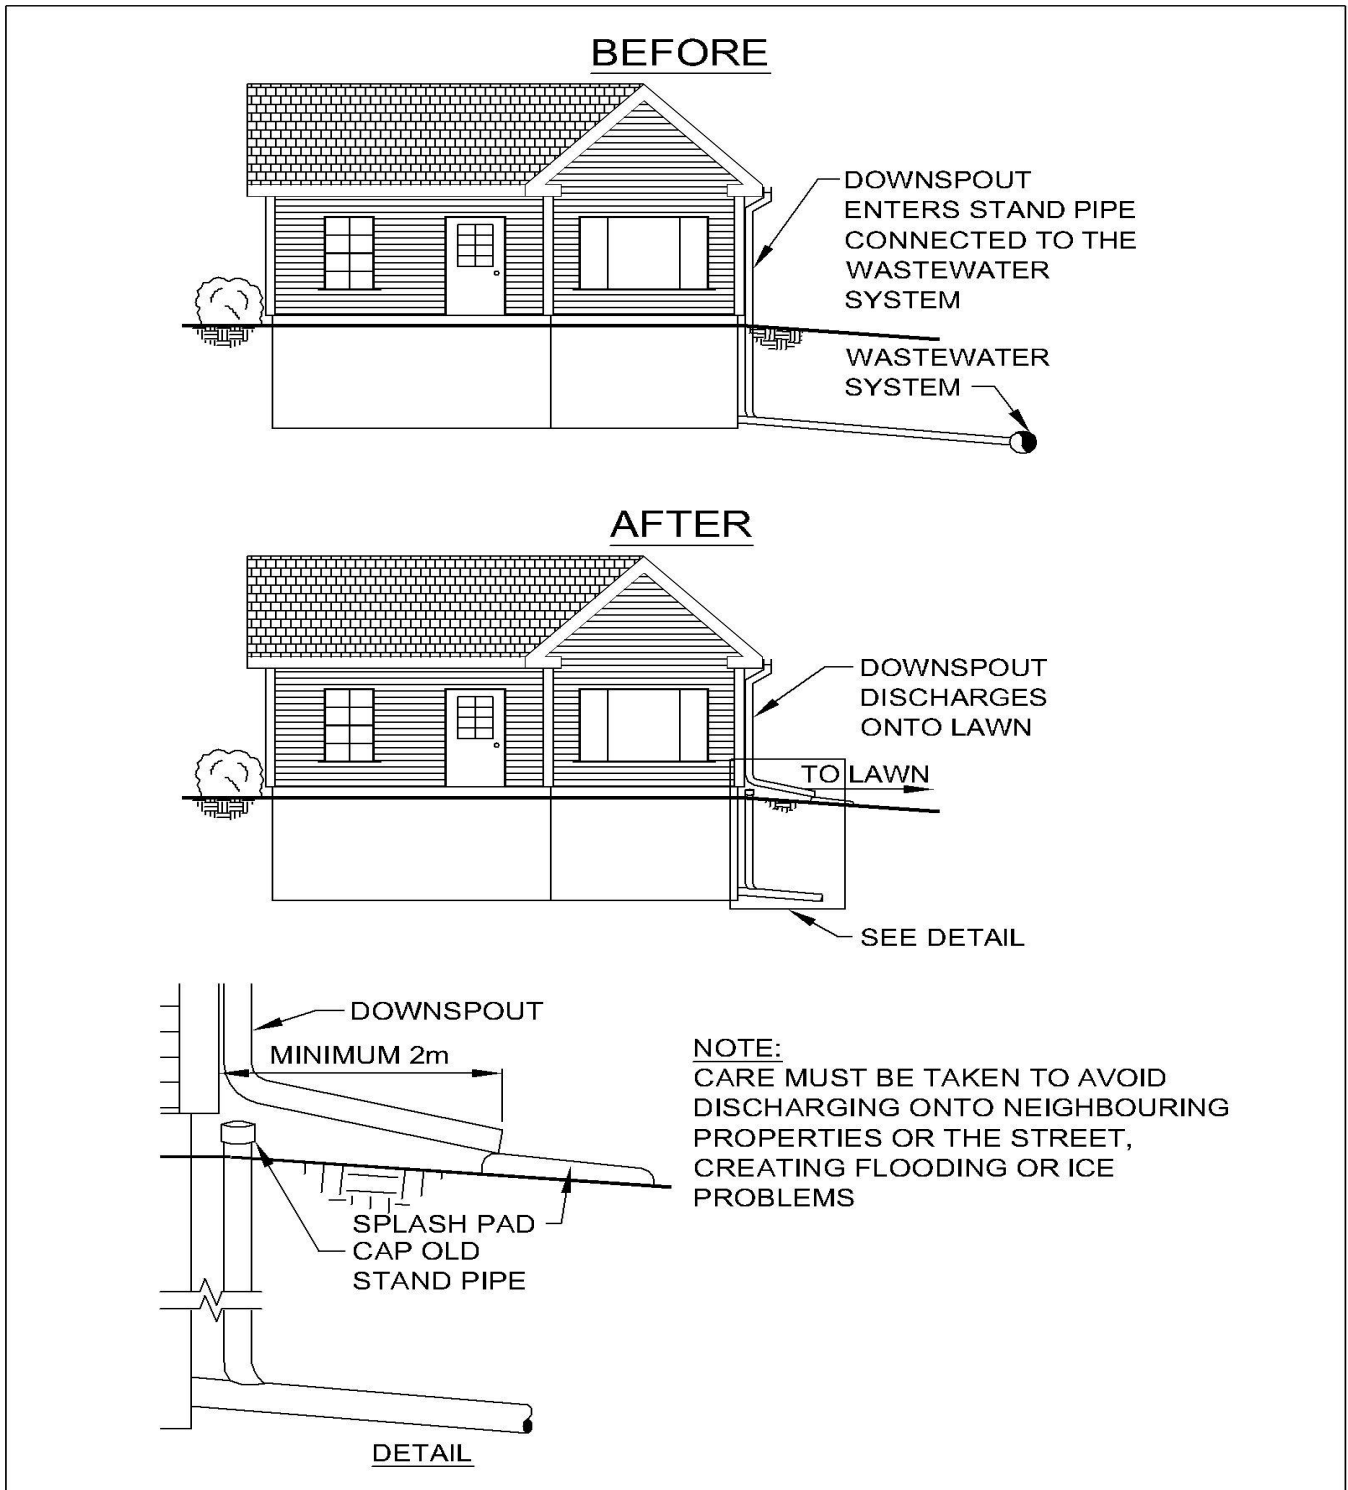 BEFORE
DOWNSPOUT
ENTERS STAND PIPE
CONNECTED TO THE
WASTEWATER
SYSTEM
WASTEWATER
SYSTEM
AFTER
DOWNSPOUT
DISCHARGES
ONTO LAWN
TO LAWN
SEE DETAIL
DOWNSPOUT
MINIMUM 2m
SPLASH PAD
CAP OLD
STAND PIPE
DETAIL
NOTE:
CARE MUST BE TAKEN TO AVOID
DISCHARGING ONTO NEIGHBOURING
PROPERTIES OR THE STREET,
CREATING FLOODING OR ICE
PROBLEMS